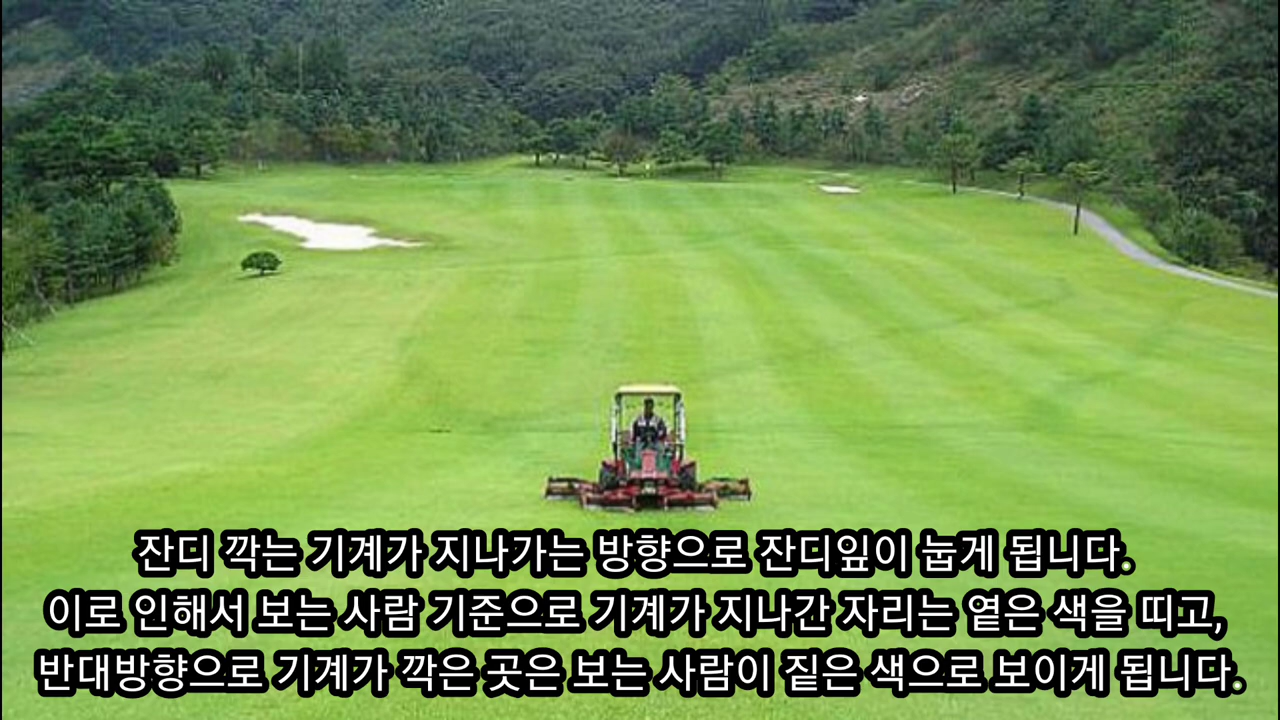 잔디 깍는 기계가 지나가는 방향으로 잔디잎이 눕게 됩니다.
이로 인해서 보는 사람 기준으로 기계가 지나간 자리는 옅은 색을 띠고,
반대방향으로 기계가 깍은 곳은 보는 사람이 짙은 색으로 보이게 됩니다.